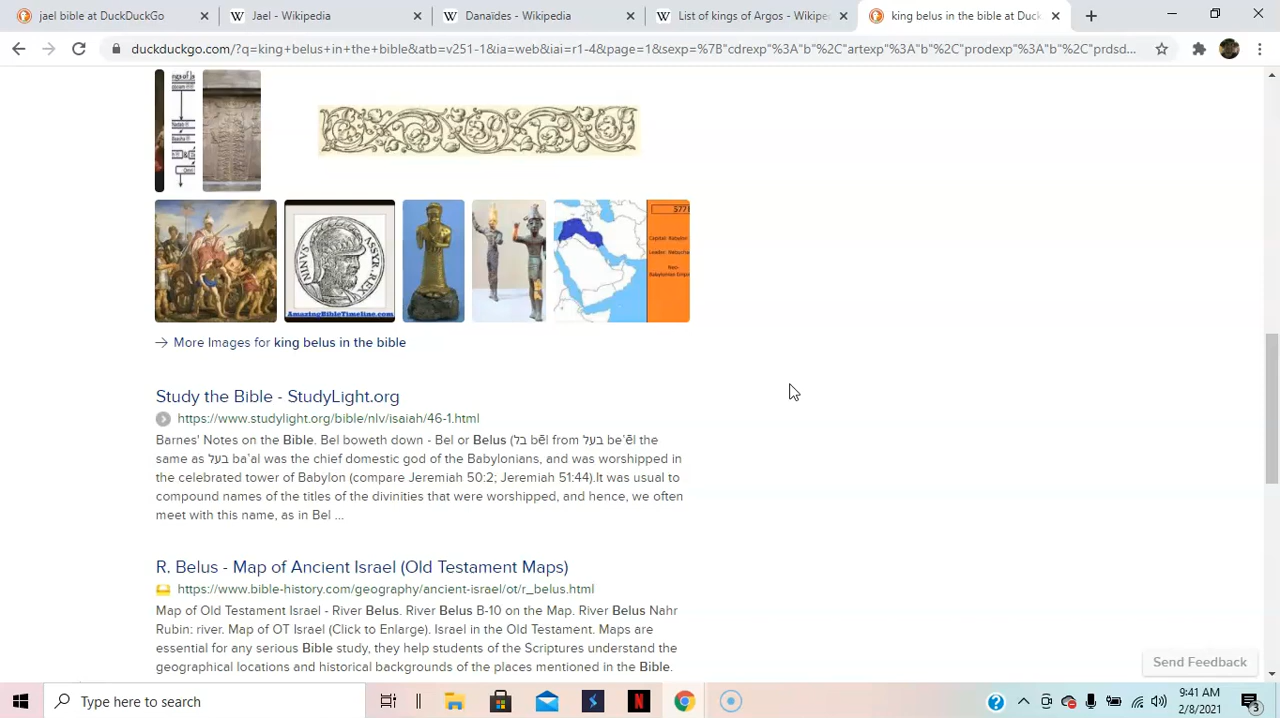 jael bible at DuckDuckGo
Jael - Wikipedia
Danaïdes - Wikipedia
List of kings of Argos - Wikipe
king belus in the bible at Duck
duckduckgo.com/?q=king+belus+in+the+bible&atb=v251-1&ia=web&iai=r1-4&page=1&sexp=%7B"cdrexp"%3A"b"%2C"artexp"%3A"b"%2C"prodexp"%3A"b"%2C"prdsd...
ASSYR REX
AmazingBibleTimeline.com
577
More Images for king belus in the bible
Study the Bible - StudyLight.org
https://www.studylight.org/bible/nlv/isaiah/46-1.html
Barnes' Notes on the Bible. Bel boweth down - Bel or Belus (בל bēl from בעל be‛ēl the
same as בעל ba‛al was the chief domestic god of the Babylonians, and was worshipped in
the celebrated tower of Babylon (compare Jeremiah 50:2; Jeremiah 51:44).It was usual to
compound names of the titles of the divinities that were worshipped, and hence, we often
meet with this name, as in Bel ...
R. Belus - Map of Ancient Israel (Old Testament Maps)
https://www.bible-history.com/geography/ancient-israel/ot/r_belus.html
Map of Old Testament Israel - River Belus. River Belus B-10 on the Map. River Belus Nahr
Rubin: river. Map of OT Israel (Click to Enlarge). Israel in the Old Testament. Maps are
essential for any serious Bible study, they help students of the Scriptures understand the
geographical locations and historical backgrounds of the places mentioned in the Bible.
Send Feedback
Type here to search
9:41 AM
2/8/2021
3